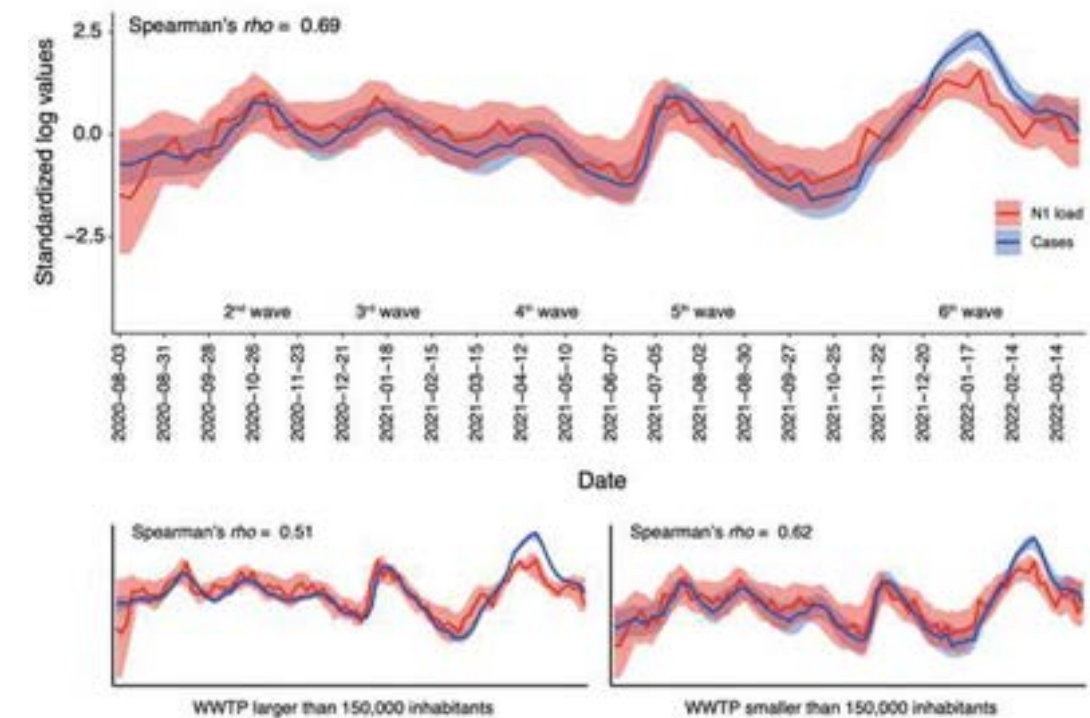 Spearman's rho = 0.69
Standardized log values
2.5
0.0
−2.5
N1 load
Cases
2nd wave
3rd wave
4th wave
5th wave
6th wave
2020−08−03
2020−08−31
2020−09−28
2020−10−26
2020−11−23
2020−12−21
2021−01−18
2021−02−15
2021−03−15
2021−04−12
2021−05−10
2021−06−07
2021−07−05
2021−08−02
2021−08−30
2021−09−27
2021−10−25
2021−11−22
2021−12−20
2022−01−17
2022−02−14
2022−03−14
Date
Spearman's rho = 0.51
Spearman's rho = 0.62
WWTP larger than 150,000 inhabitants
WWTP smaller than 150,000 inhabitants